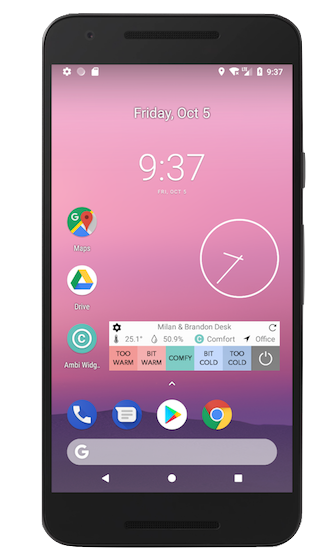 9:37
Friday, Oct 5
9:37
FRI, OCT 5
Maps
Drive
Ambi Widg..
Milan & Brandon Desk
25.1° 50.9% C Comfort Office
TOO WARM
BIT WARM
COMFY
BIT COLD
TOO COLD
G